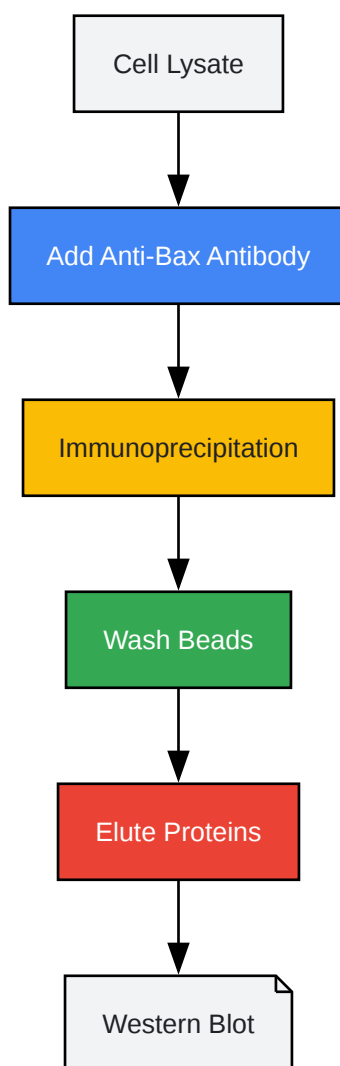 Cell Lysate
Add Anti-Bax Antibody
Immunoprecipitation
Wash Beads
Elute Proteins
Western Blot